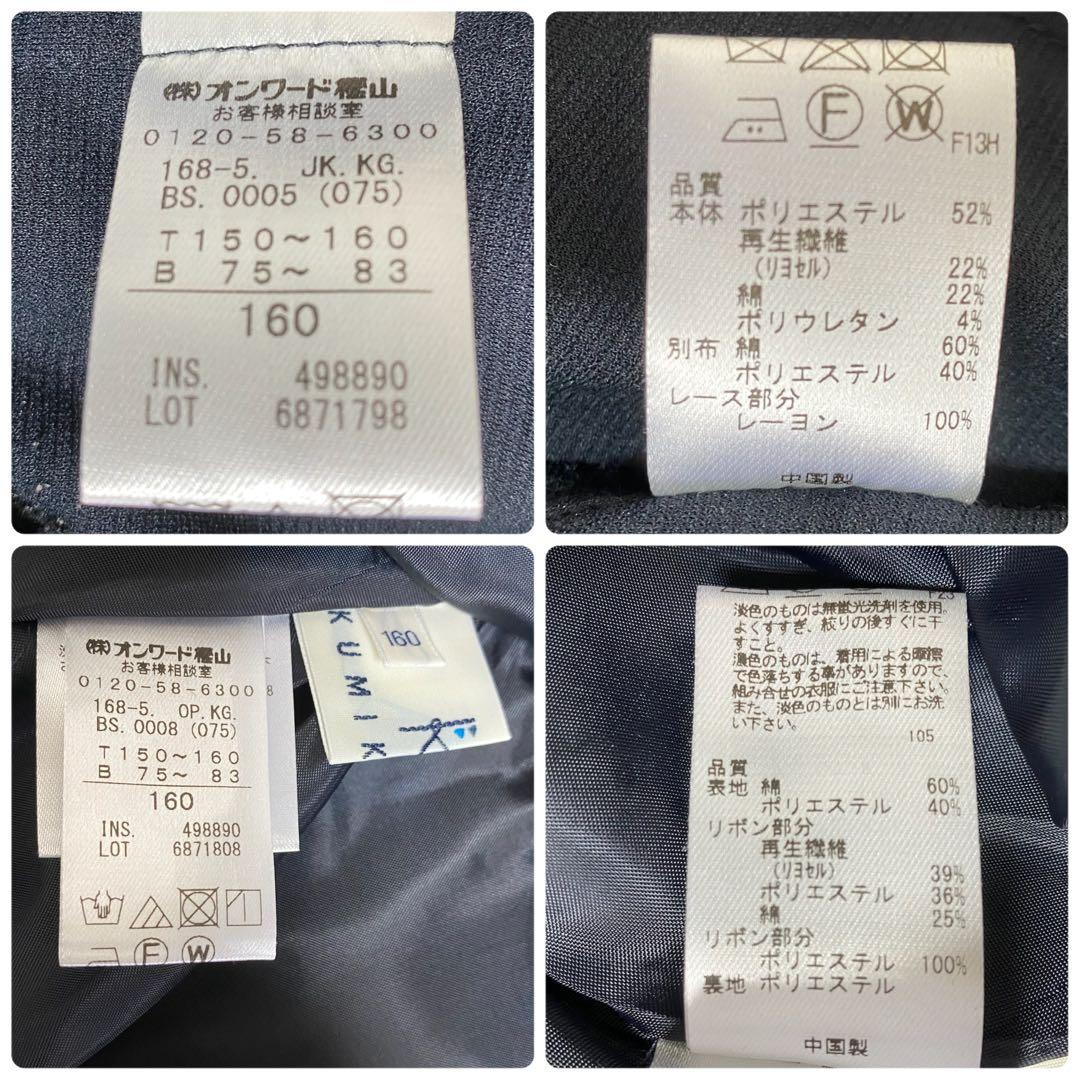 (株)オンワード樫山
お客様相談室
0120-58-6300
168-5. JK.KG.
BS. 0005 (075)
T 150～160
B 75～ 83
160
INS. 498890
LOT 6871798
F
W
F13H
品質
本体 ポリエステル 52%
再生繊維
(リヨセル) 22%
綿 22%
ポリウレタン 4%
別布 綿 60%
ポリエステル 40%
レース部分
レーヨン 100%
中国製
(株)オンワード樫山
お客様相談室
0120-58-6300
168-5. OP.KG.
BS. 0008 (075)
T 150～160
B 75～ 83
160
INS. 498890
LOT 6871808
F
W
8
160
KUMIK
F23
淡色のものは無蛍光洗剤を使用。
よくすすぎ、絞りの後すぐに干
すこと。
濃色のものは、着用による摩擦
で色落ちする事がありますので、
組み合せの衣服にご注意下さい。
また、淡色のものとは別にお洗
い下さい。
105
品質
表地 綿 60%
ポリエステル 40%
リボン部分
再生繊維
(リヨセル) 39%
ポリエステル 36%
綿 25%
リボン部分
ポリエステル 100%
裏地 ポリエステル
中国製